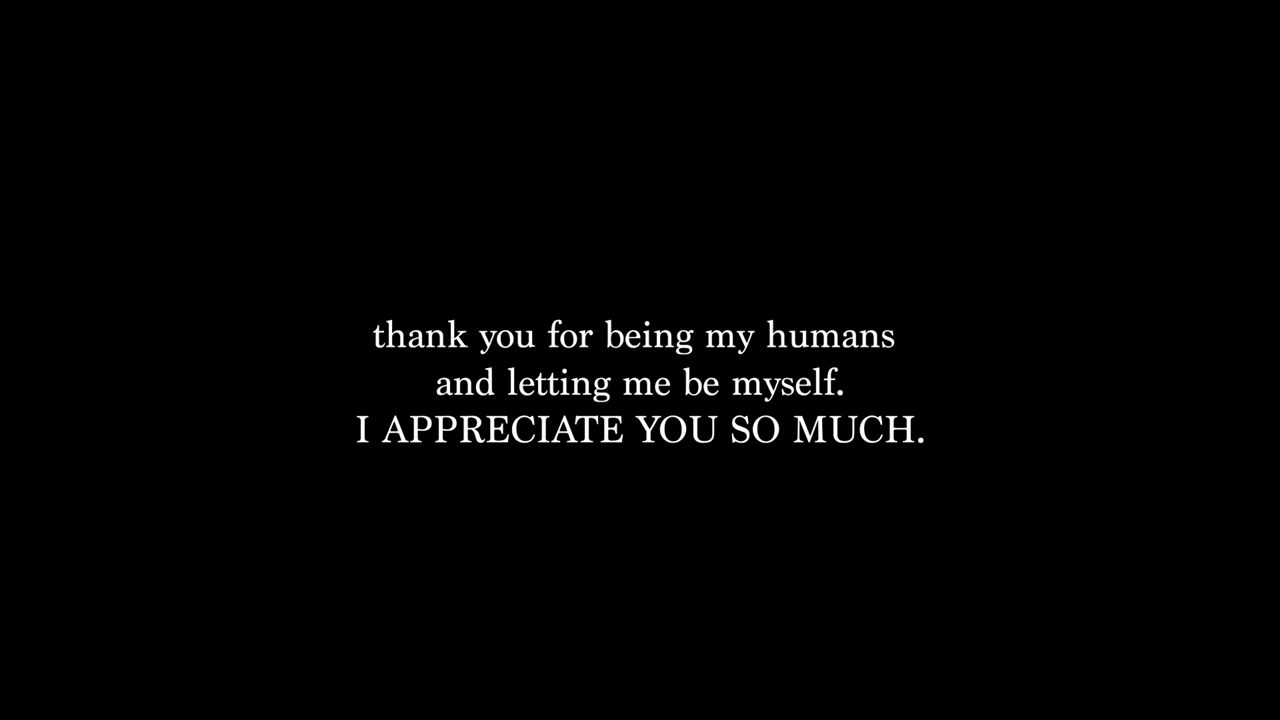 thank you for being my humans
and letting me be myself.
I APPRECIATE YOU SO MUCH.